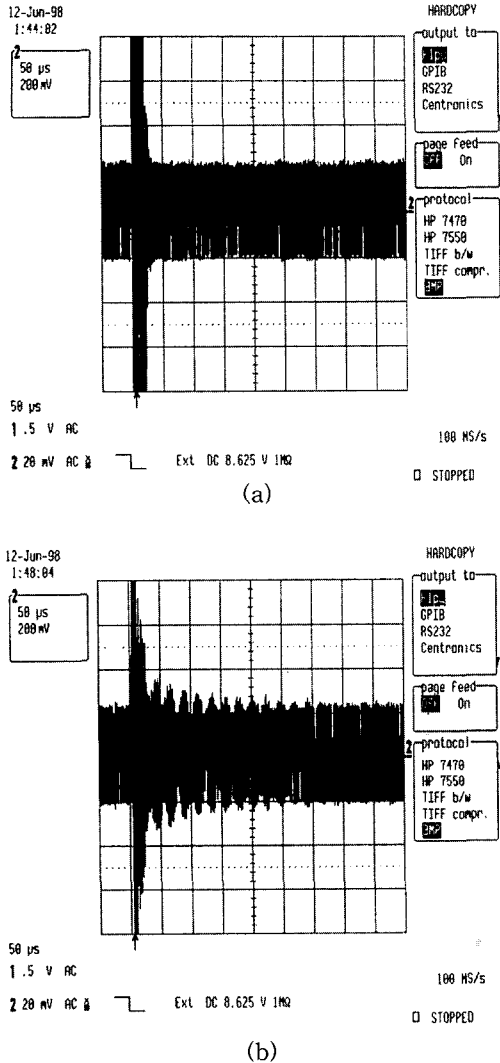 12-Jun-98
1:44:02
HARDCOPY
2
50 µs
200 mV
output to
GPIB
RS232
Centronics
page feed
Off On
2
protocol
HP 7470
HP 7550
TIFF b/w
TIFF compr.
BMP
50 µs
1 .5 V AC
2 20 mV AC
Ext DC 8.625 V 1MΩ
100 MS/s
STOPPED
(a)
12-Jun-98
1:48:04
HARDCOPY
2
50 µs
200 mV
output to
GPIB
RS232
Centronics
page feed
On
2
protocol
HP 7470
HP 7550
TIFF b/w
TIFF compr.
BMP
50 µs
1 .5 V AC
2 20 mV AC
Ext DC 8.625 V 1MΩ
100 MS/s
STOPPED
(b)